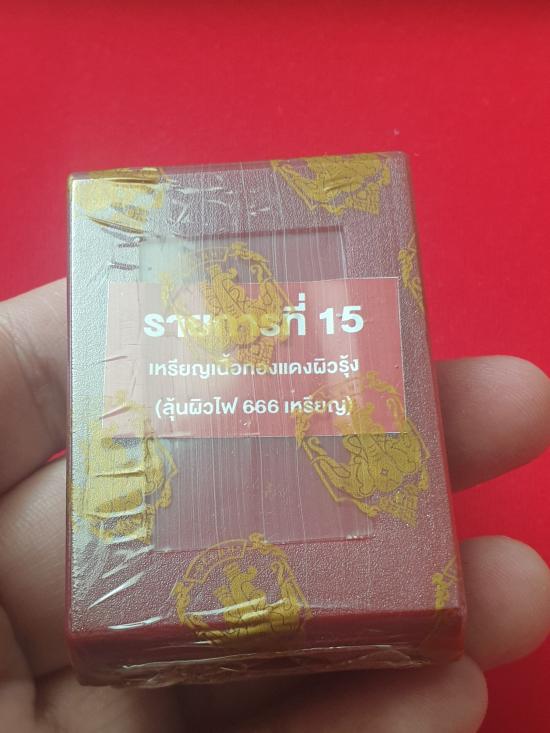 รายการที่ 15
เหรียญเนื้อทองแดงผิวรุ้ง
(ลุ้นผิวไฟ 666 เหรียญ)